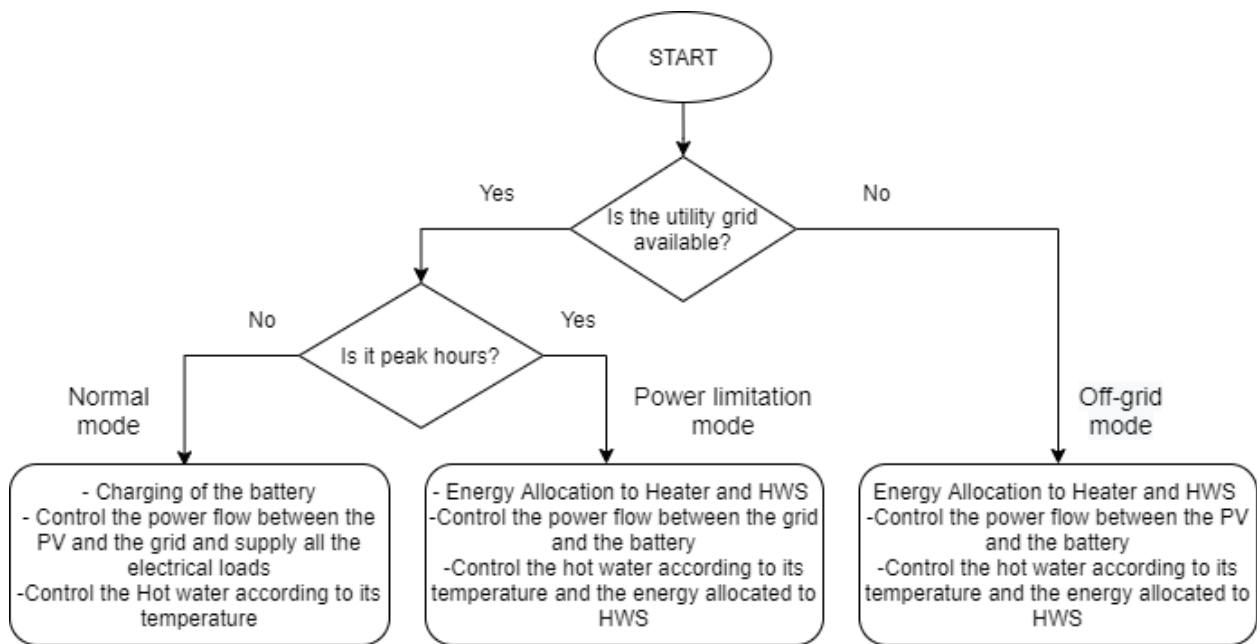 START
Yes
No
Is the utility grid
available?
No
Yes
Is it peak hours?
Normal
mode
Power limitation
mode
Off-grid
mode
- Charging of the battery
- Control the power flow between the
PV and the grid and supply all the
electrical loads
-Control the Hot water according to its
temperature
- Energy Allocation to Heater and HWS
-Control the power flow between the grid
and the battery
-Control the hot water according to its
temperature and the energy allocated to
HWS
Energy Allocation to Heater and HWS
-Control the power flow between the PV
and the battery
-Control the hot water according to its
temperature and the energy allocated to
HWS